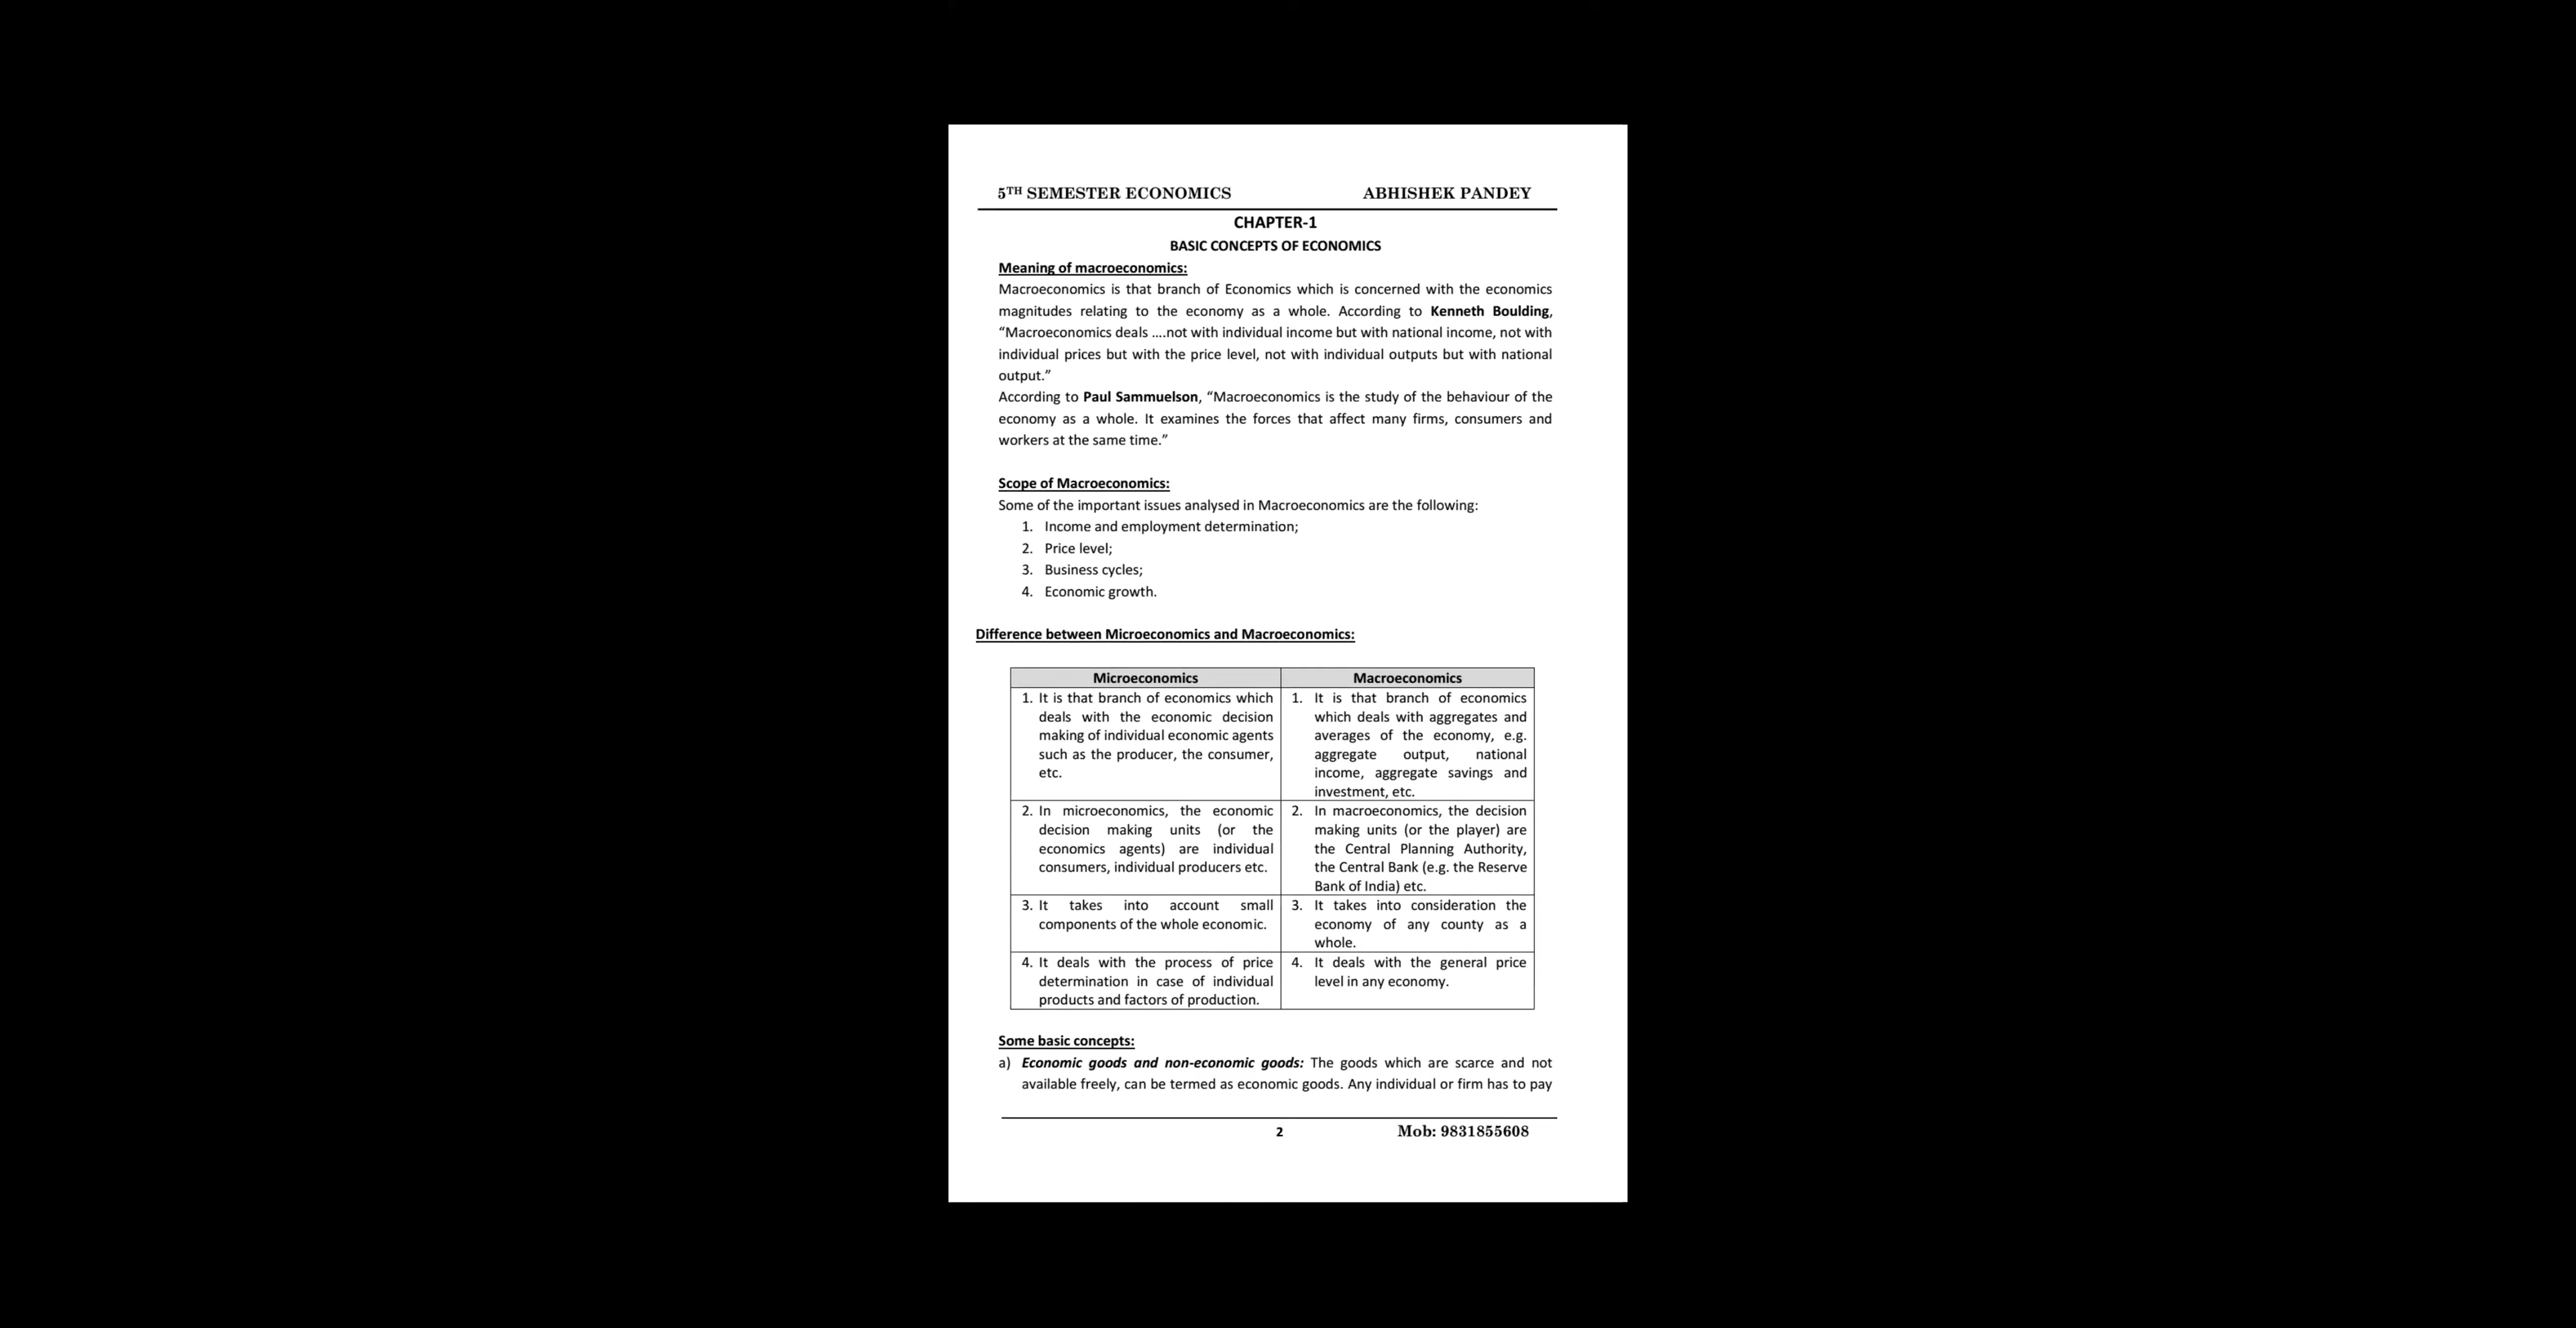 5TH SEMESTER ECONOMICS ABHISHEK PANDEY
CHAPTER-1
BASIC CONCEPTS OF ECONOMICS
Meaning of macroeconomics:
Macroeconomics is that branch of Economics which is concerned with the economics
magnitudes relating to the economy as a whole. According to Kenneth Boulding,
“Macroeconomics deals ....not with individual income but with national income, not with
individual prices but with the price level, not with individual outputs but with national
output.”
According to Paul Sammuelson, “Macroeconomics is the study of the behaviour of the
economy as a whole. It examines the forces that affect many firms, consumers and
workers at the same time.”
Scope of Macroeconomics:
Some of the important issues analysed in Macroeconomics are the following:
1. Income and employment determination;
2. Price level;
3. Business cycles;
4. Economic growth.
Difference between Microeconomics and Macroeconomics:
Microeconomics
Macroeconomics
1. It is that branch of economics which
deals with the economic decision
making of individual economic agents
such as the producer, the consumer,
etc.
1. It is that branch of economics
which deals with aggregates and
averages of the economy, e.g.
aggregate output, national
income, aggregate savings and
investment, etc.
2. In microeconomics, the economic
decision making units (or the
economics agents) are individual
consumers, individual producers etc.
2. In macroeconomics, the decision
making units (or the player) are
the Central Planning Authority,
the Central Bank (e.g. the Reserve
Bank of India) etc.
3. It takes into account small
components of the whole economic.
3. It takes into consideration the
economy of any county as a
whole.
4. It deals with the process of price
determination in case of individual
products and factors of production.
4. It deals with the general price
level in any economy.
Some basic concepts:
a) Economic goods and non-economic goods: The goods which are scarce and not
available freely, can be termed as economic goods. Any individual or firm has to pay
2 Mob: 9831855608